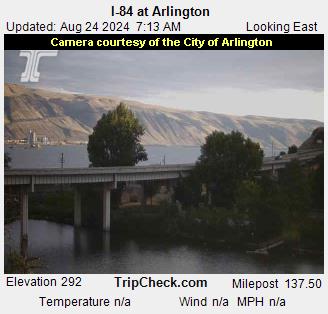 I-84 at Arlington
Updated: Aug 24 2024 7:13 AM Looking East
Camera courtesy of the City of Arlington
Elevation 292 TripCheck.com Milepost 137.50
Temperature n/a Wind n/a MPH n/a